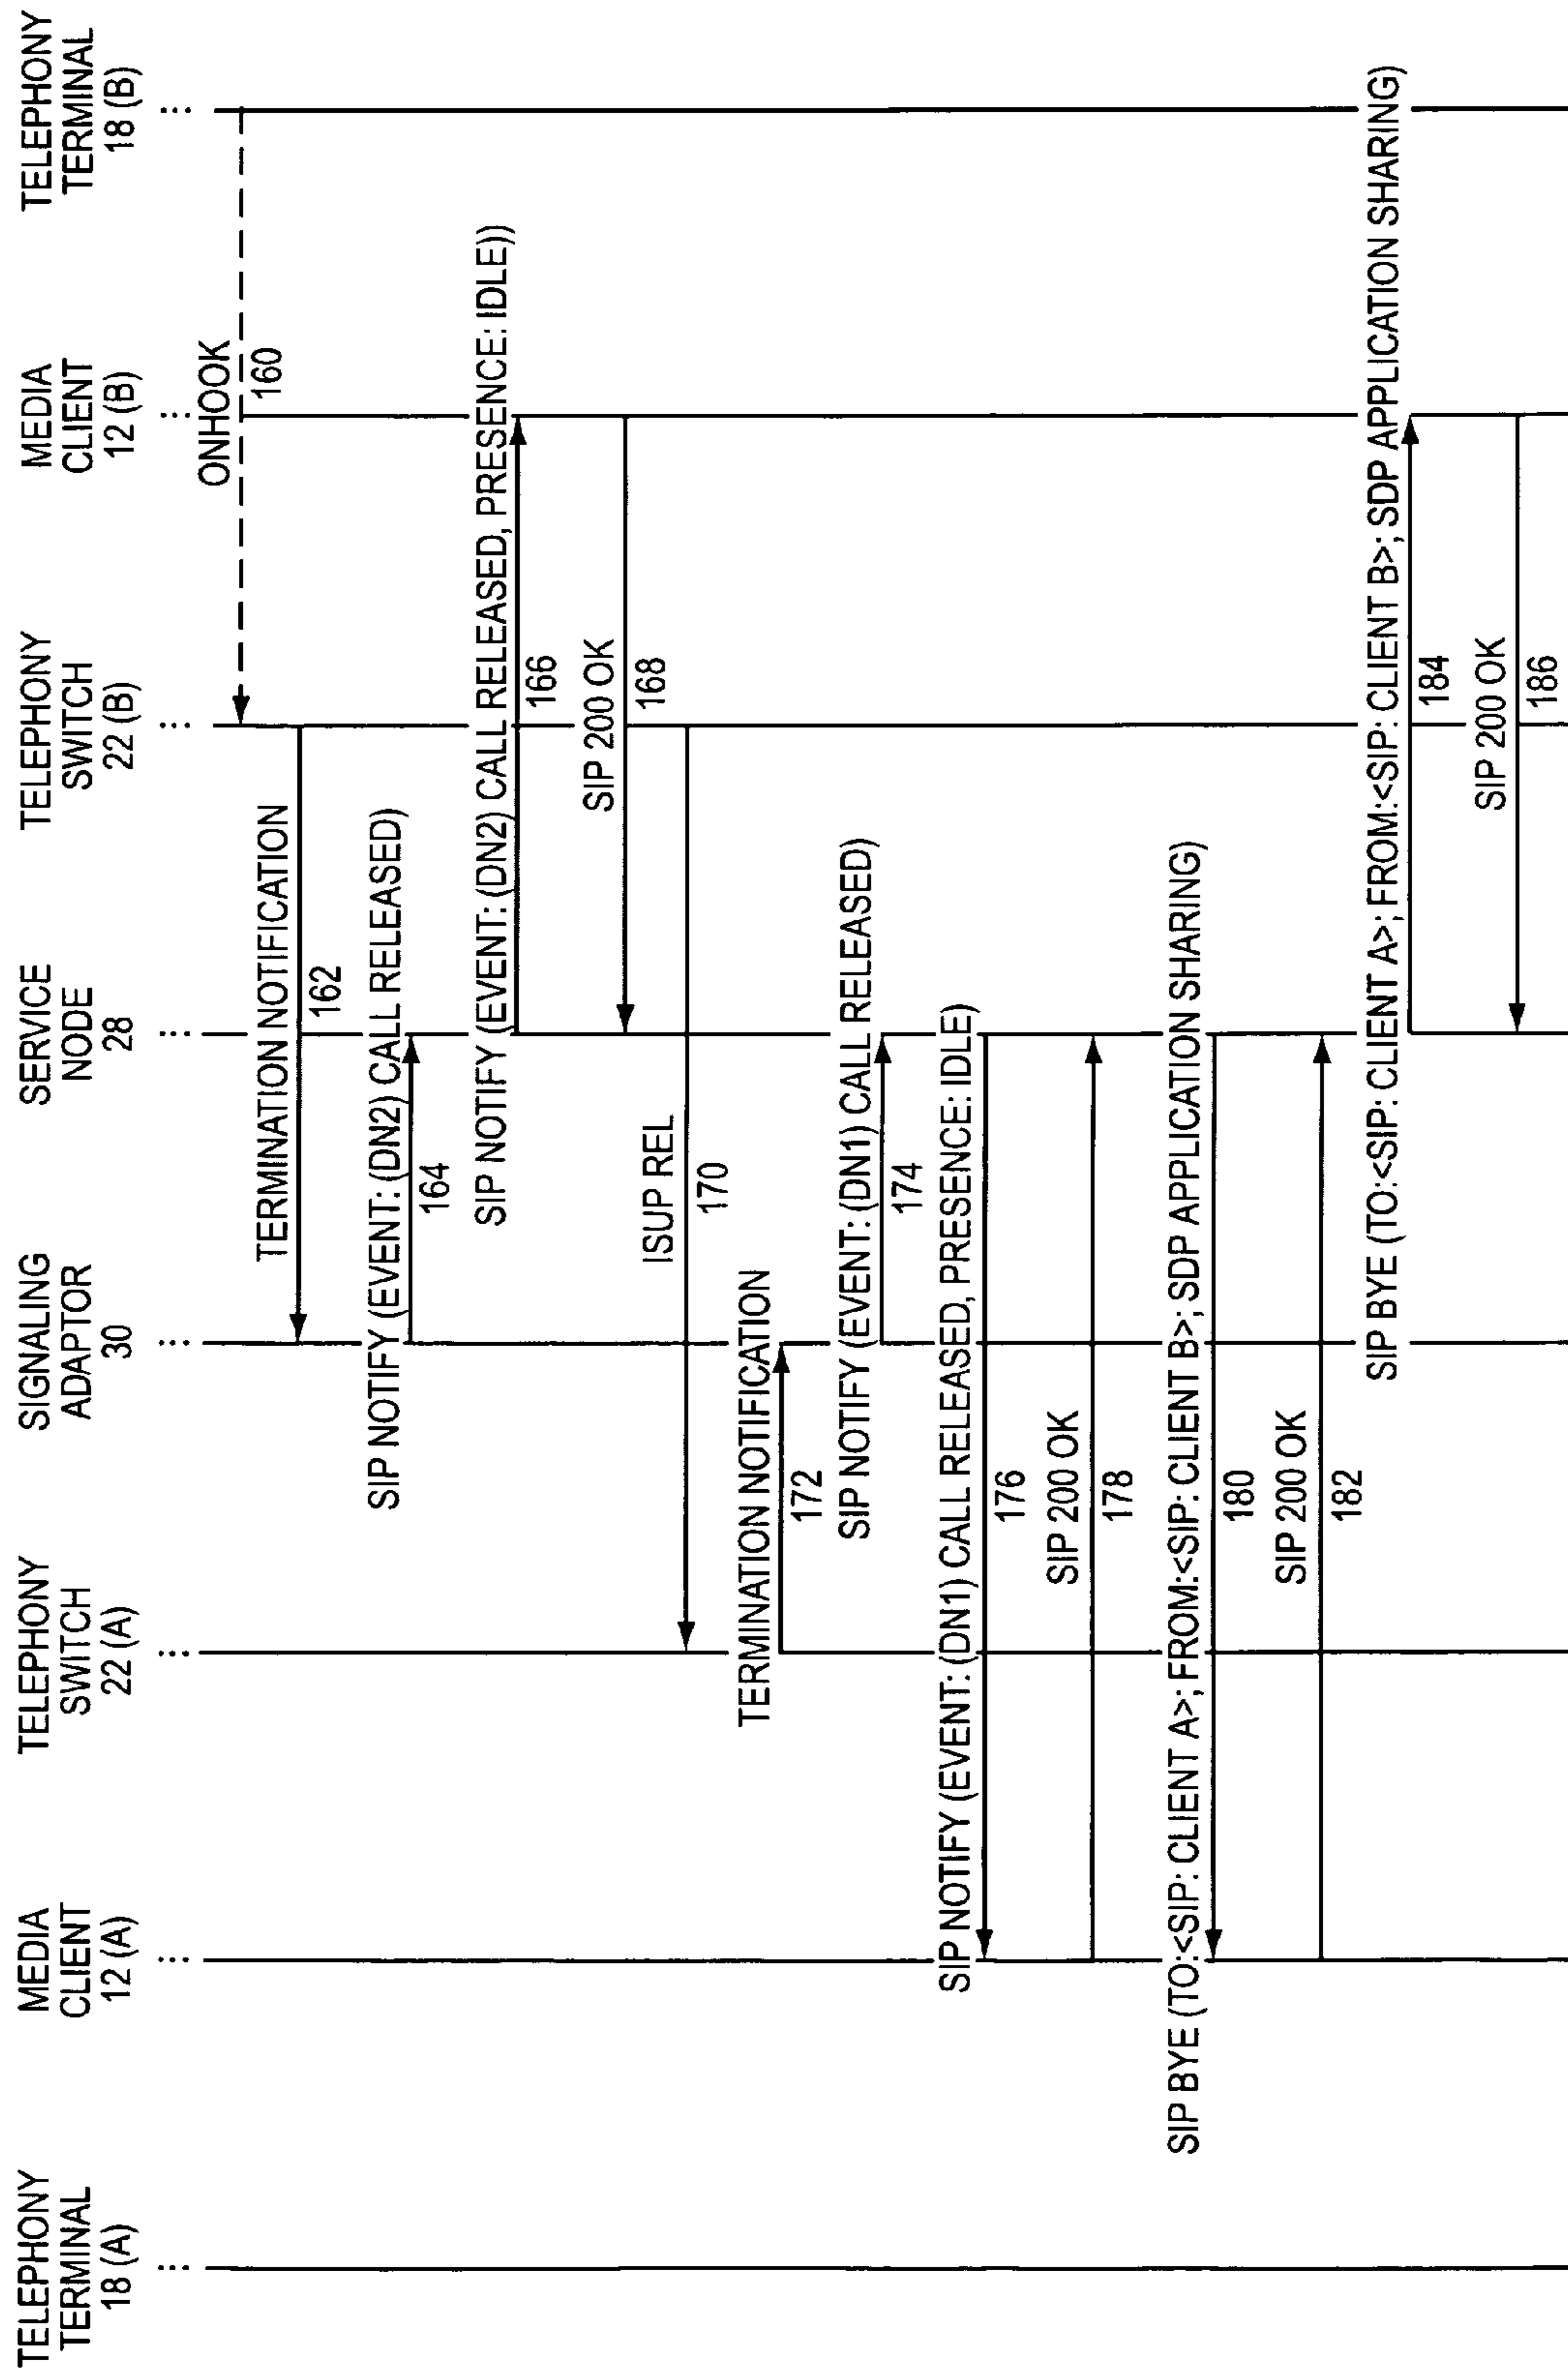 TELEPHONY
TERMINAL
18 (A)
MEDIA
CLIENT
12 (A)
TELEPHONY
SWITCH
22 (A)
SIGNALING
ADAPTOR
30
SERVICE
NODE
28
TELEPHONY
SWITCH
22 (B)
MEDIA
CLIENT
12 (B)
TELEPHONY
TERMINAL
18 (B)
ONHOOK
160
TERMINATION NOTIFICATION
162
SIP NOTIFY (EVENT: (DN2) CALL RELEASED)
164
SIP NOTIFY (EVENT: (DN2) CALL RELEASED, PRESENCE: IDLE))
166
SIP 200 OK
168
ISUP REL
170
TERMINATION NOTIFICATION
172
SIP NOTIFY (EVENT: (DN1) CALL RELEASED)
174
SIP NOTIFY (EVENT: (DN1) CALL RELEASED, PRESENCE: IDLE)
176
SIP 200 OK
178
SIP BYE (TO:<SIP: CLIENT A>; FROM:<SIP: CLIENT B>; SDP APPLICATION SHARING)
180
SIP 200 OK
182
SIP BYE (TO:<SIP: CLIENT A>; FROM:<SIP: CLIENT B>; SDP APPLICATION SHARING)
184
SIP 200 OK
186